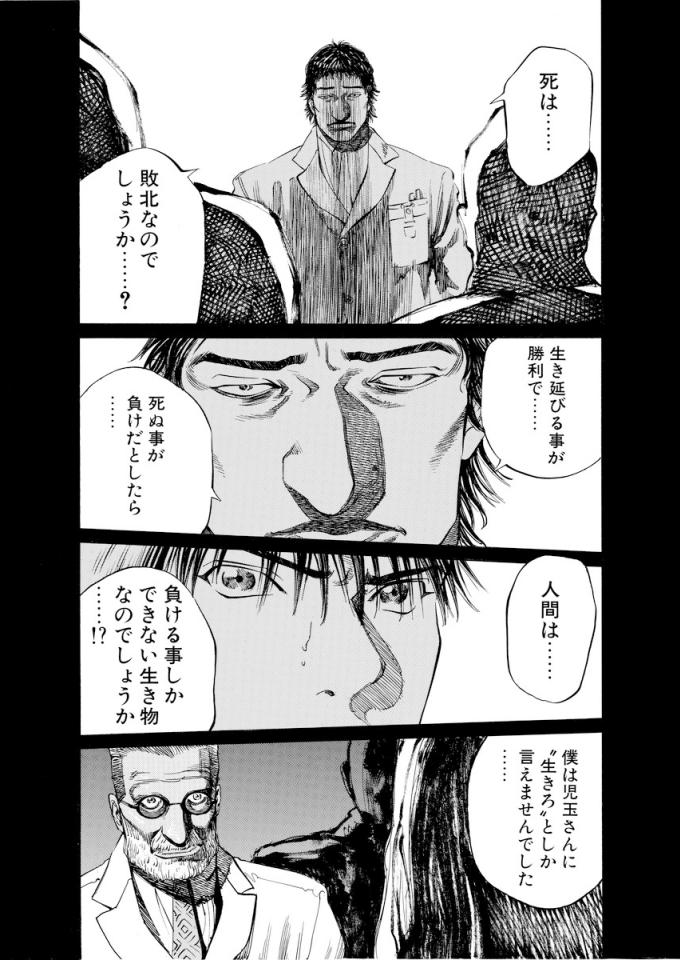 死は……
敗北なので
しょうか……?
生き延びる事が
勝利で……
死ぬ事が
負けだとしたら
……
人間は……
負ける事しか
できない生き物
なのでしょうか
……!?
僕は児玉さんに
〝生きろ〟としか
言えませんでした
……